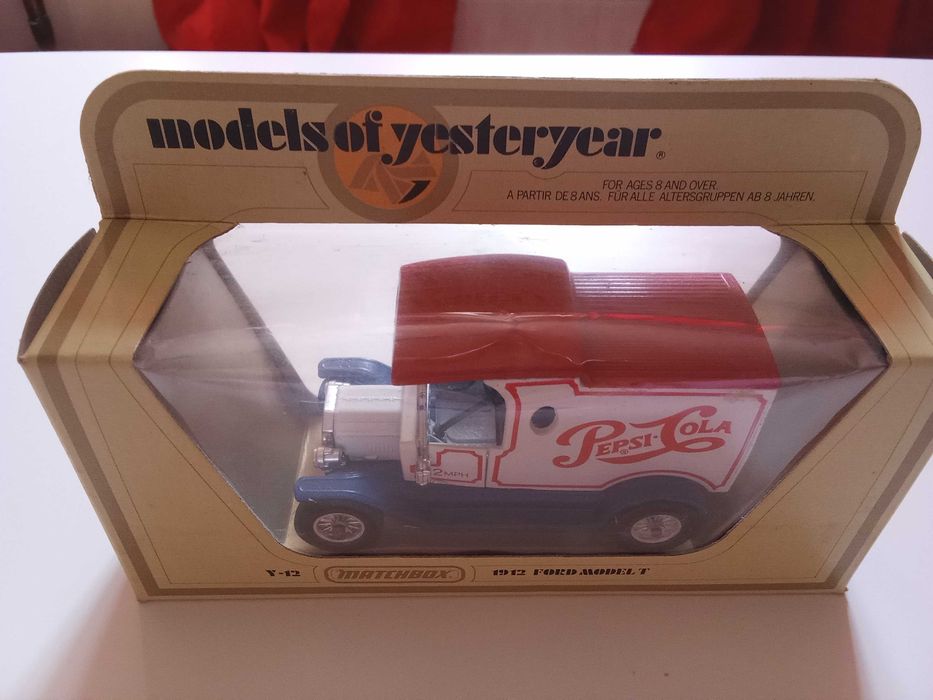 models of yesteryear®
FOR AGES 8 AND OVER.
A PARTIR DE 8 ANS. FÜR ALLE ALTERSGRUPPEN AB 8 JAHREN.
PEPSI-COLA
®
MPH
Y-12
MATCHBOX
1912 FORD MODEL T